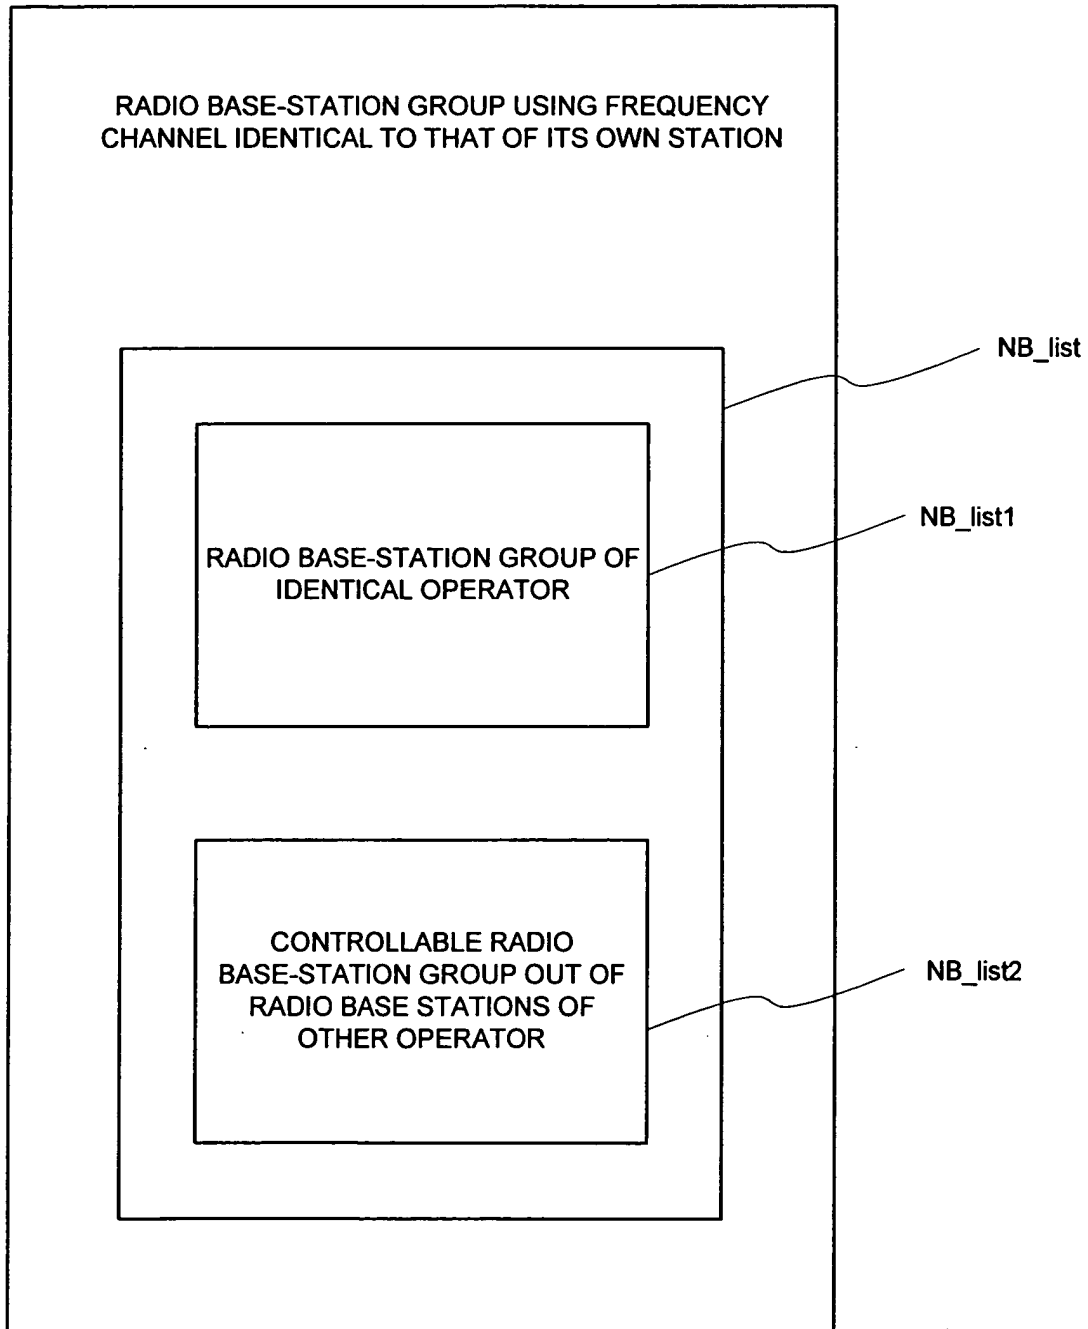 RADIO BASE-STATION GROUP USING FREQUENCY
CHANNEL IDENTICAL TO THAT OF ITS OWN STATION
NB_list
NB_list1
RADIO BASE-STATION GROUP OF
IDENTICAL OPERATOR
CONTROLLABLE RADIO
BASE-STATION GROUP OUT OF
RADIO BASE STATIONS OF
OTHER OPERATOR
NB_list2